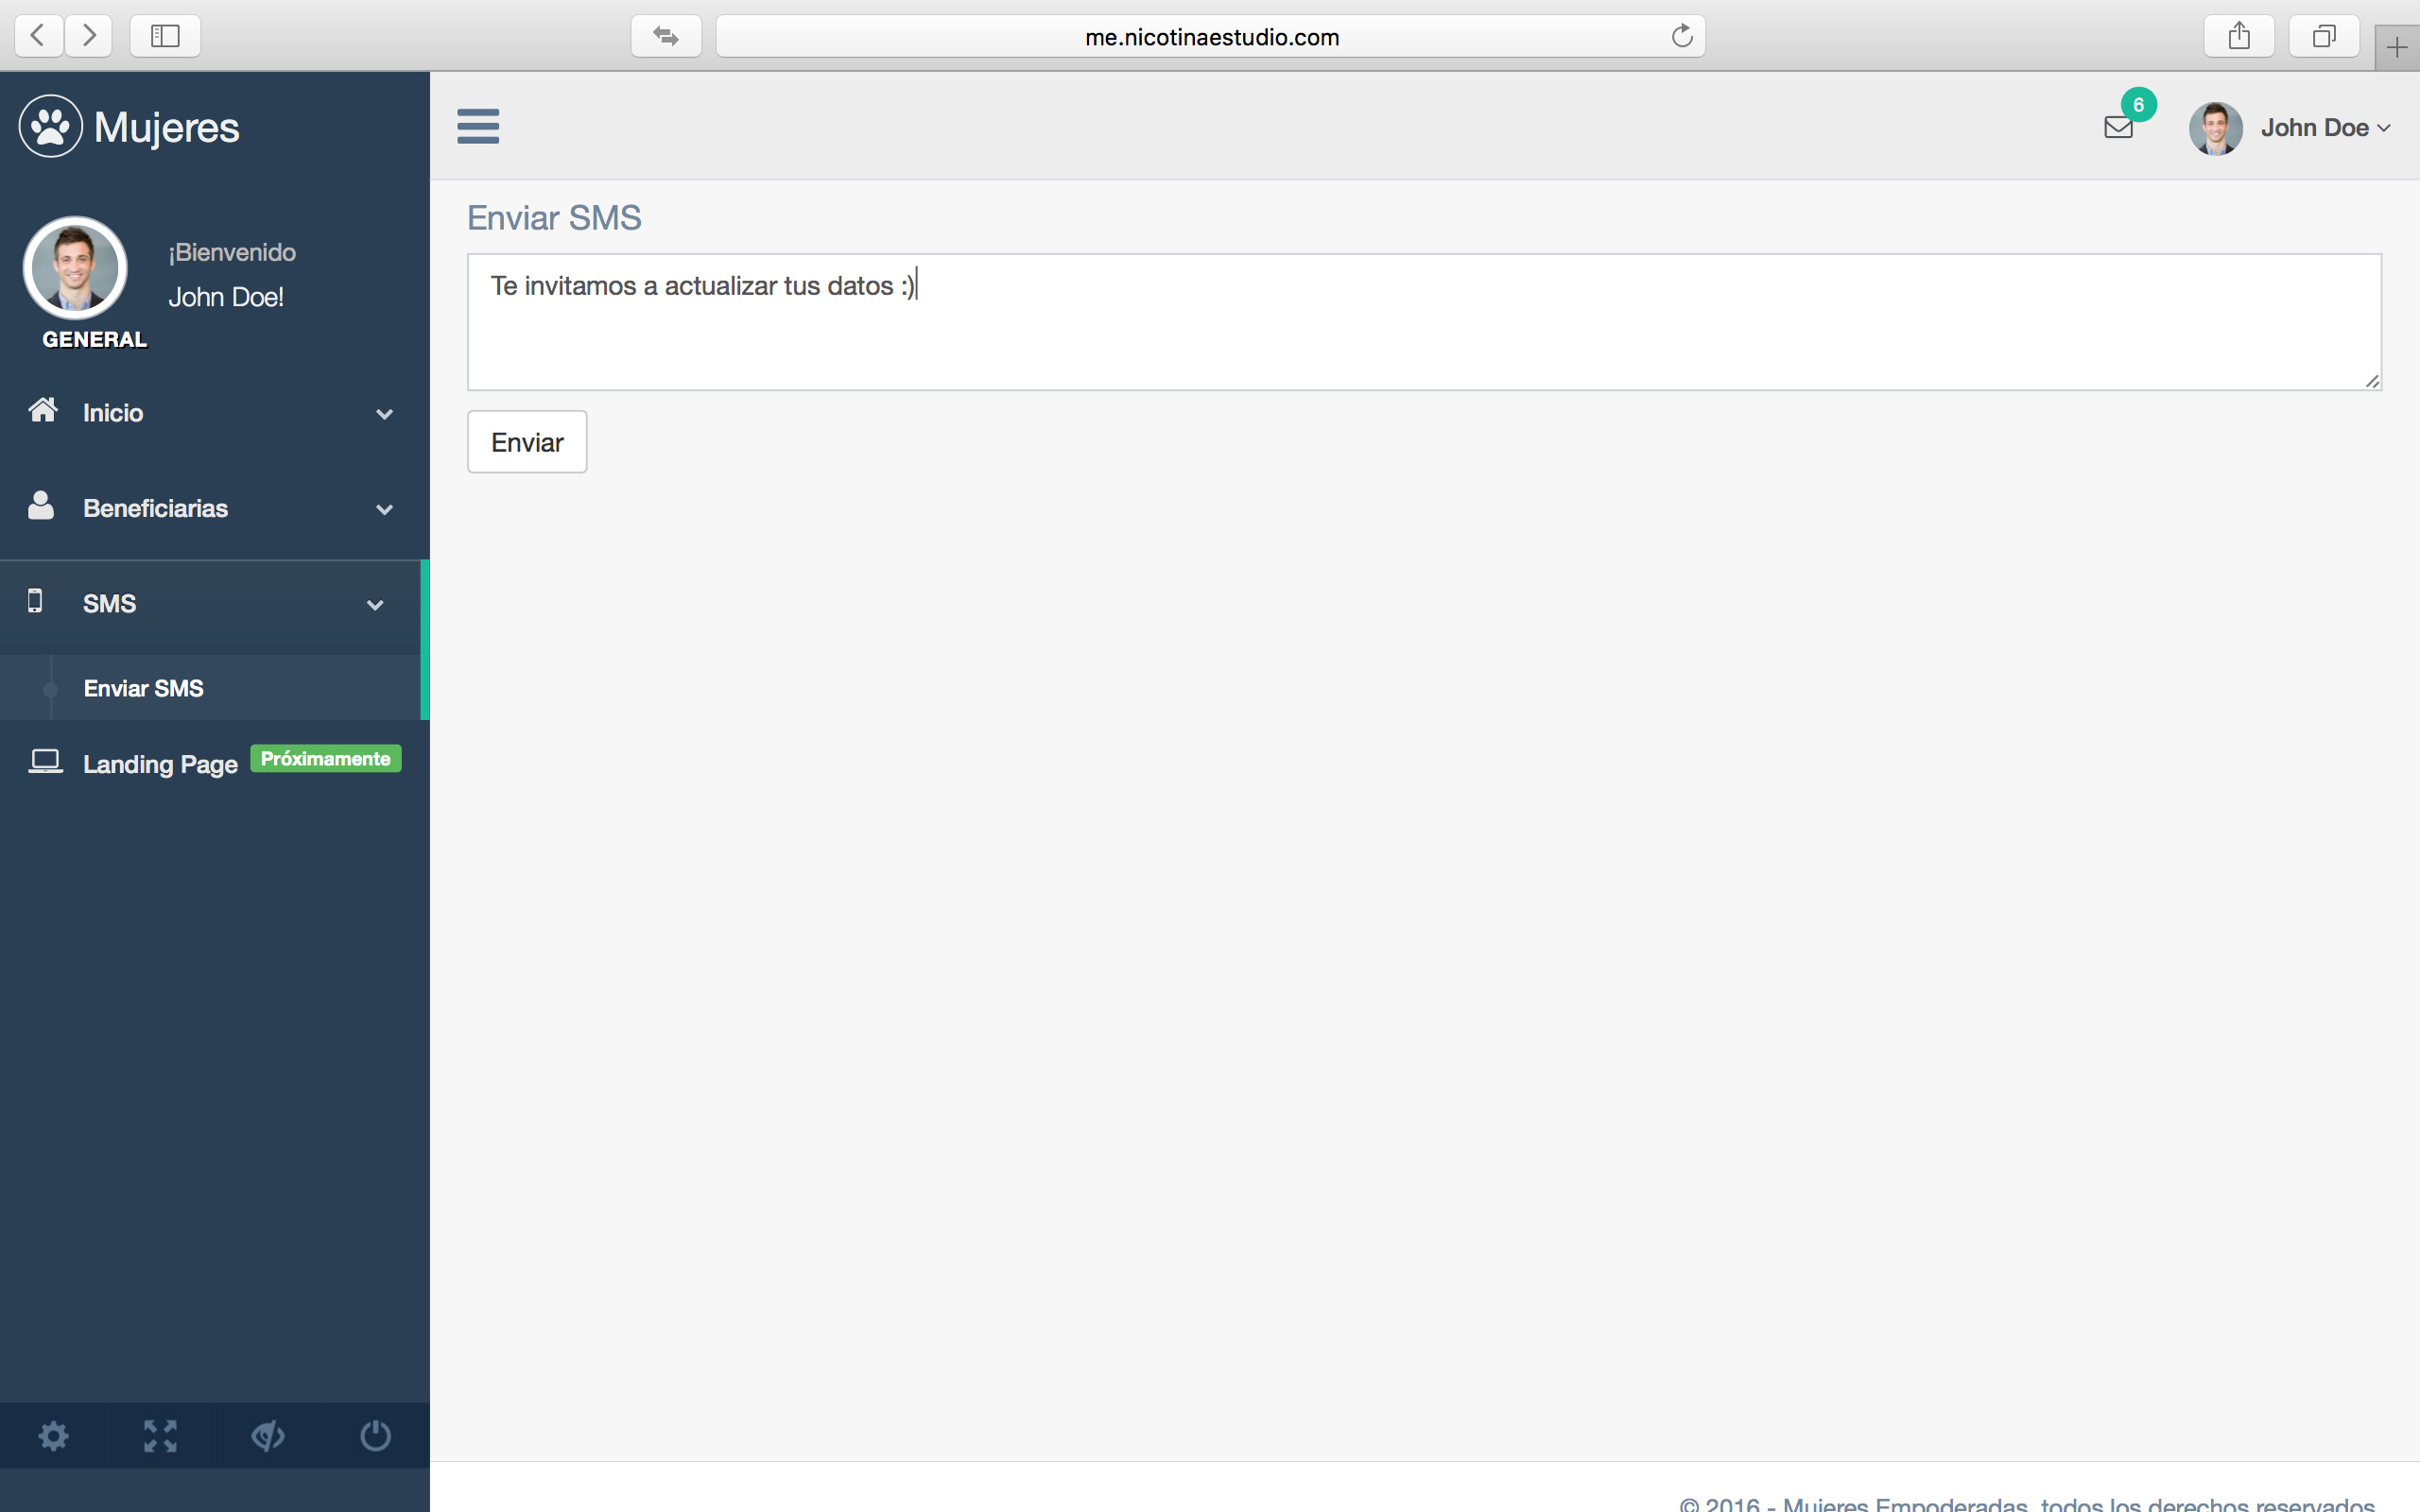 me.nicotinaestudio.com
Mujeres
6
John Doe
¡Bienvenido
John Doe!
GENERAL
Inicio
Beneficiarias
SMS
Enviar SMS
Landing Page Próximamente
Enviar SMS
Te invitamos a actualizar tus datos :)
Enviar
© 2016 - Mujeres Empoderadas, todos los derechos reservados